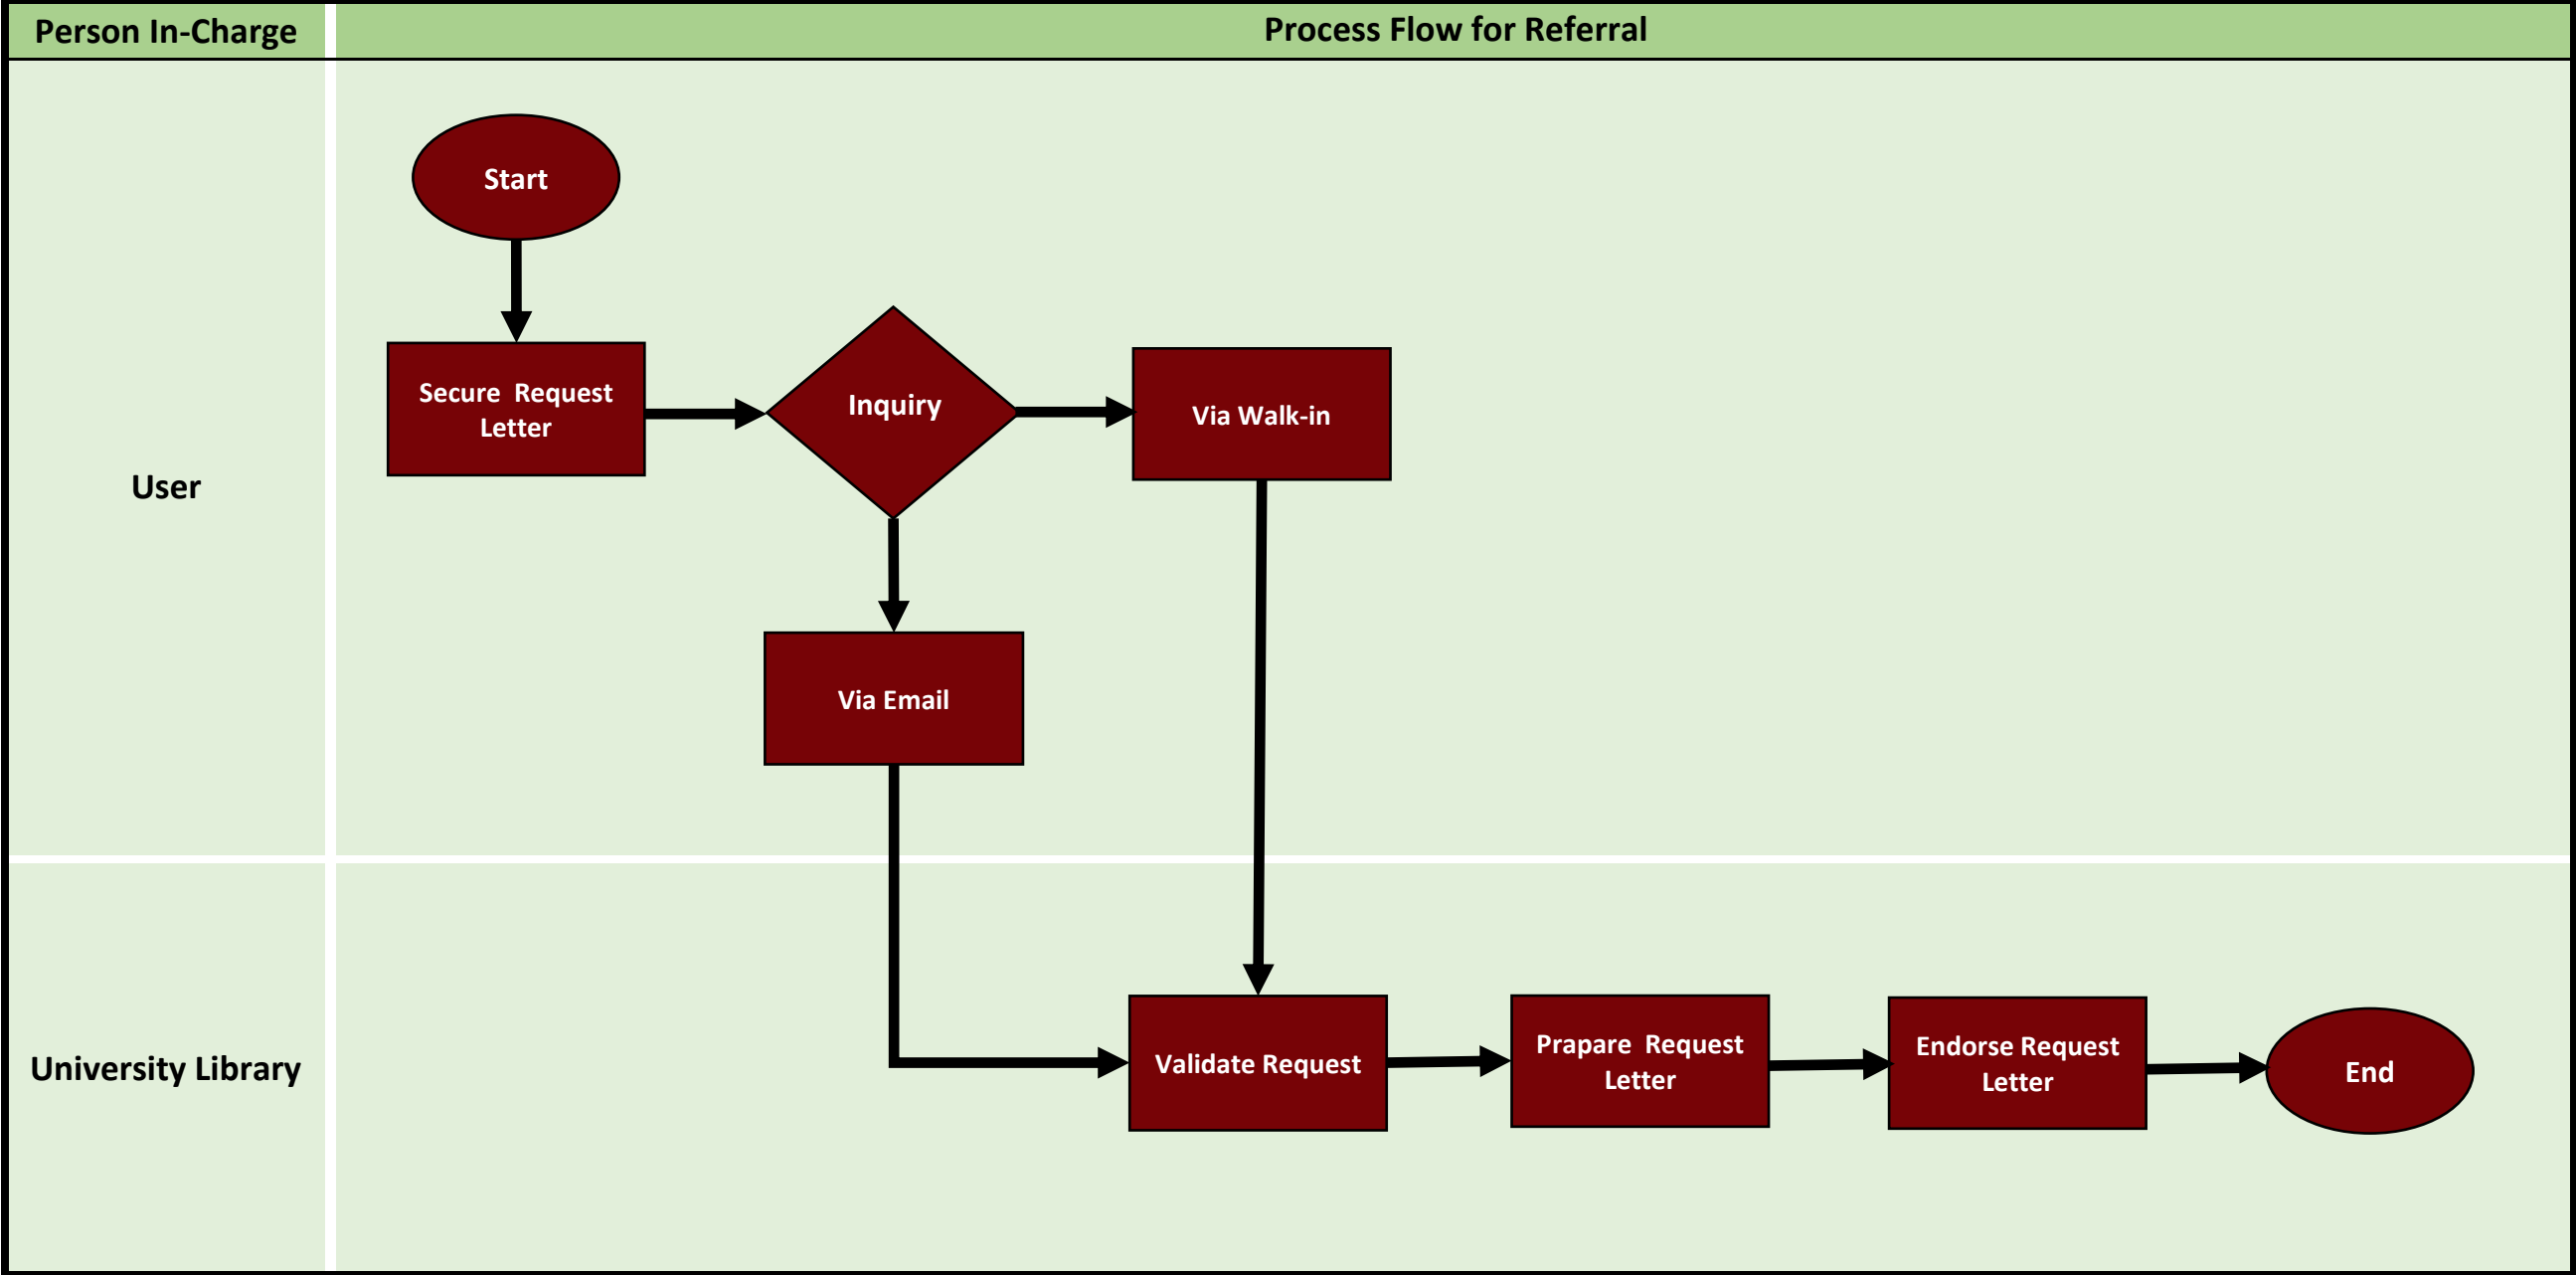 Person In-Charge
Process Flow for Referral
User
Start
Secure  Request
Letter
Inquiry
Via Walk-in
Via Email
University Library
Validate Request
Prapare  Request
Letter
Endorse Request
Letter
End